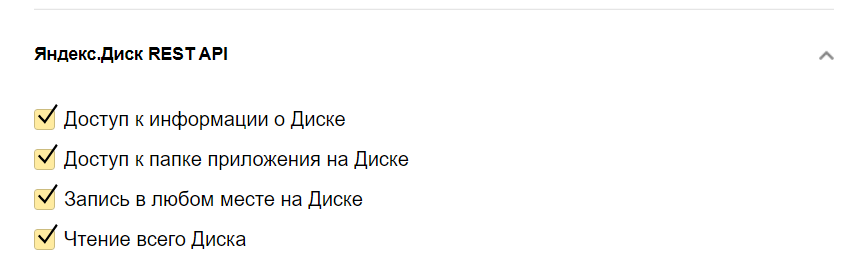 Яндекс.Диск REST API
Доступ к информации о Диске
Доступ к папке приложения на Диске
Запись в любом месте на Диске
Чтение всего Диска